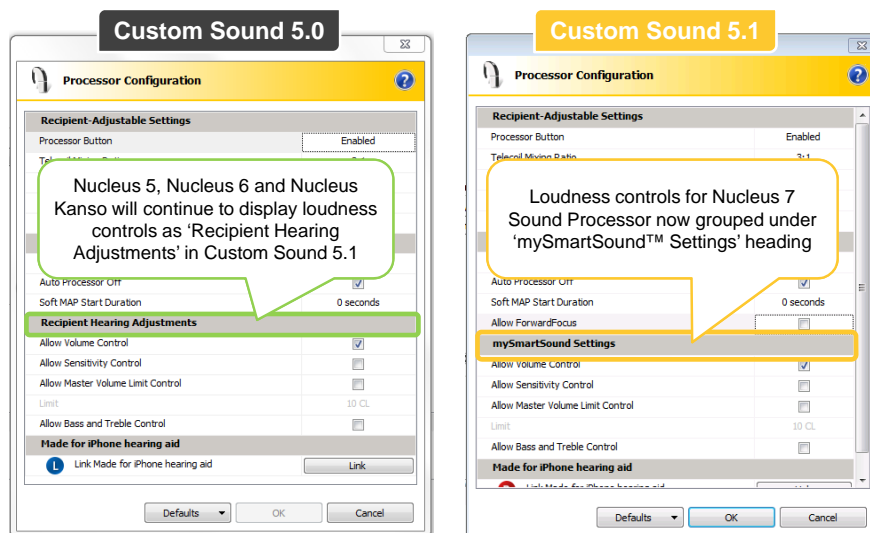 Custom Sound 5.0
Processor Configuration
?
Recipient-Adjustable Settings
Processor Button Enabled
Nucleus 5, Nucleus 6 and Nucleus
Kanso will continue to display loudness
controls as ‘Recipient Hearing
Adjustments’ in Custom Sound 5.1
Auto Processor Off
Soft MAP Start Duration 0 seconds
Recipient Hearing Adjustments
Allow Volume Control
Allow Sensitivity Control
Allow Master Volume Limit Control
Limit 10 CL
Allow Bass and Treble Control
Made for iPhone hearing aid
L Link Made for iPhone hearing aid Link
Defaults OK Cancel
Custom Sound 5.1
Processor Configuration
?
Recipient-Adjustable Settings
Processor Button Enabled
Telecoil Mixing Ratio 3:1
Loudness controls for Nucleus 7
Sound Processor now grouped under
‘mySmartSound™ Settings’ heading
Auto Processor Off
Soft MAP Start Duration 0 seconds
Allow ForwardFocus
mySmartSound Settings
Allow Volume Control
Allow Sensitivity Control
Allow Master Volume Limit Control
Limit 10 CL
Allow Bass and Treble Control
Made for iPhone hearing aid
Link Made for iPhone hearing aid
Defaults OK Cancel